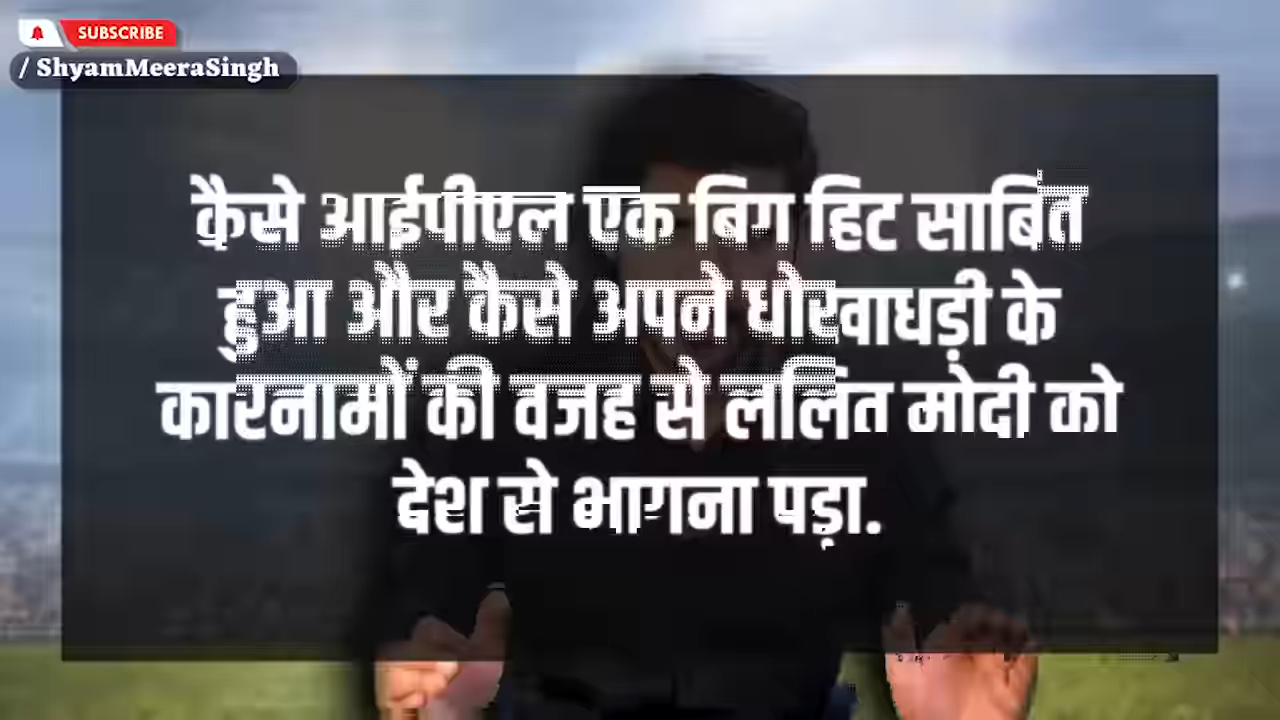 SUBSCRIBE
/ ShyamMeeraSingh
कैसे आईपीएल एक बिग हिट साबित
हुआ और कैसे अपने धोखाधड़ी के
कारनामों की वजह से ललित मोदी को
देश से भागना पड़ा.